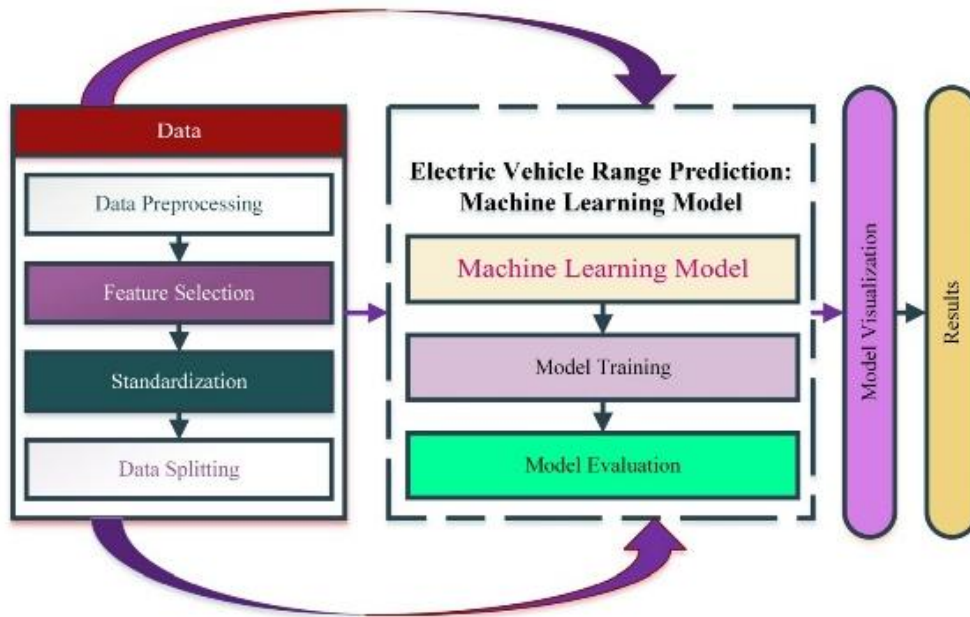 Data
Data Preprocessing
Feature Selection
Standardization
Data Splitting
Electric Vehicle Range Prediction:
Machine Learning Model
Machine Learning Model
Model Training
Model Evaluation
Model Visualization
Results